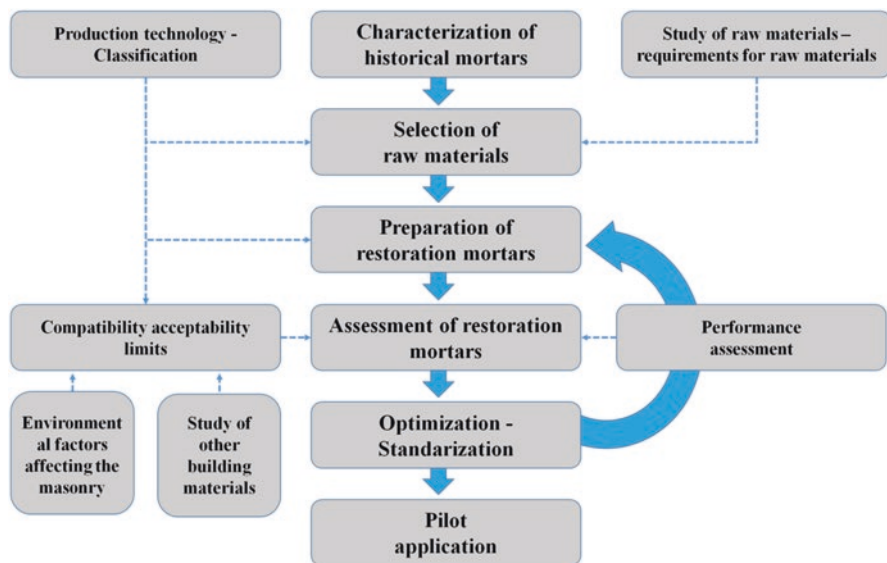 Production technology -
Classification
Characterization of
historical mortars
Study of raw materials –
requirements for raw materials
Selection of
raw materials
Preparation of
restoration mortars
Compatibility acceptability
limits
Assessment of restoration
mortars
Performance
assessment
Environment
al factors
affecting the
masonry
Study of
other
building
materials
Optimization -
Standarization
Pilot
application